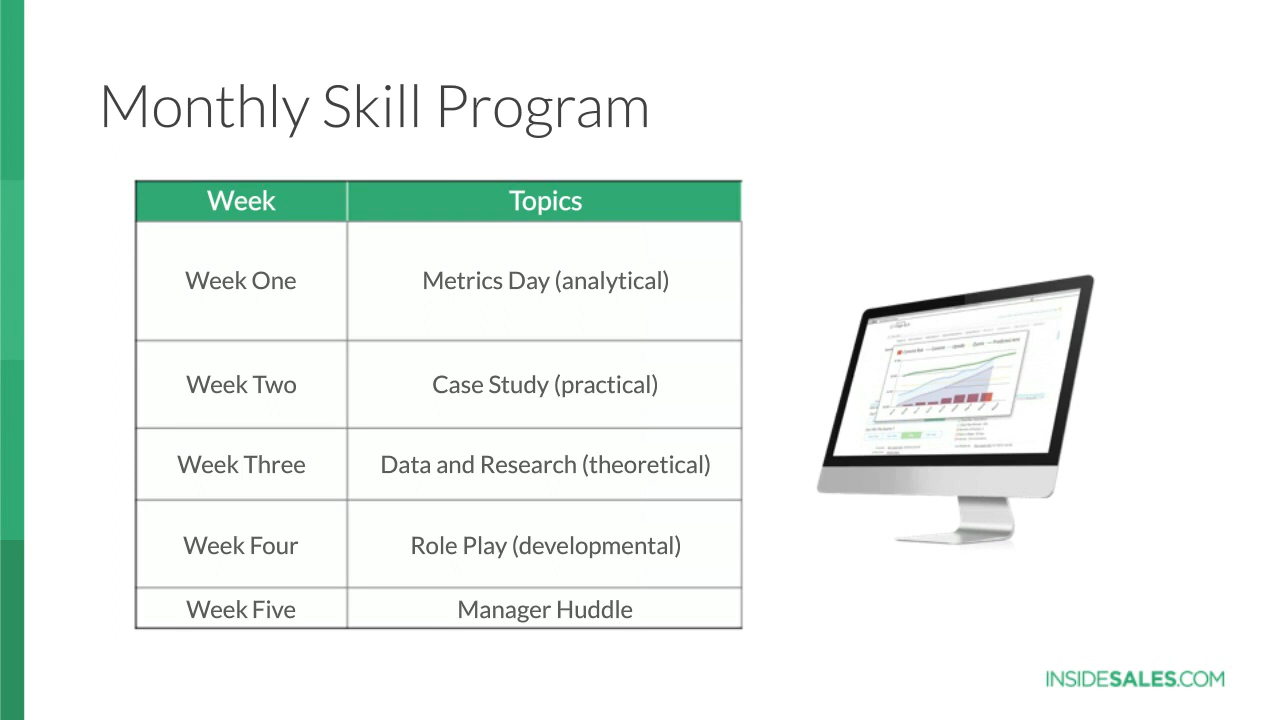 Monthly Skill Program
Week Topics
Week One Metrics Day (analytical)
Week Two Case Study (practical)
Week Three Data and Research (theoretical)
Week Four Role Play (developmental)
Week Five Manager Huddle
INSIDESALES.COM